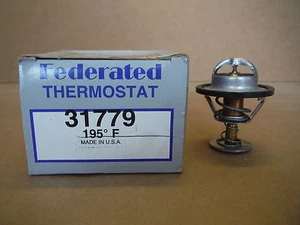 Federated
THERMOSTAT
31779
195° F
MADE IN U.S.A.